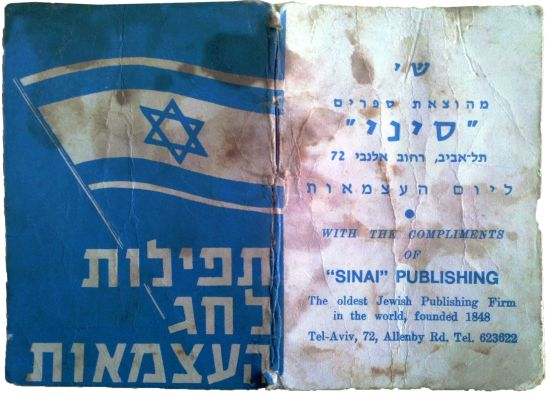 תפילות
לחג
העצמאות
שי
מהוצאת ספרים
"סיני"
תל־אביב, רחוב אלנבי 72
ליום העצמאות
WITH THE COMPLIMENTS
OF
"SINAI" PUBLISHING
The oldest Jewish Publishing Firm
in the world, founded 1848
Tel-Aviv, 72, Allenby Rd. Tel. 623622